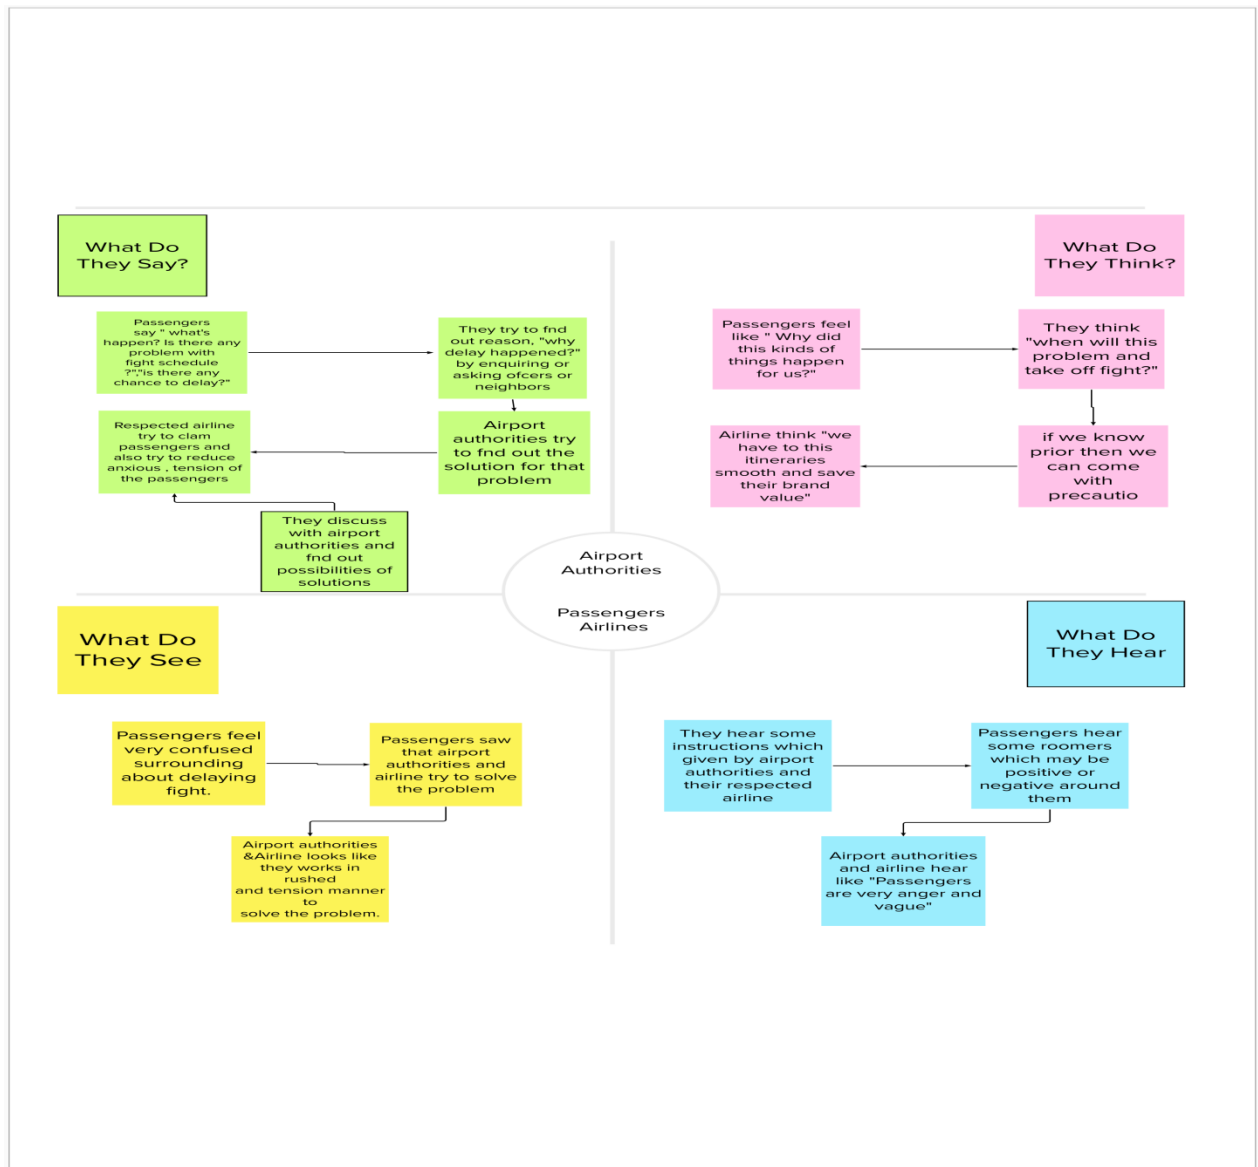 What Do
They Say?
Passengers
say " what's
happen? Is there any
problem with
fight schedule
?","is there any
chance to delay?"
They try to fnd
out reason, "why
delay happened?"
by enquiring or
asking ofcers or
neighbors
Respected airline
try to clam
passengers and
also try to reduce
anxious , tension of
the passengers
Airport
authorities try
to fnd out the
solution for that
problem
They discuss
with airport
authorities and
fnd out
possibilities of
solutions
What Do
They Think?
Passengers feel
like " Why did
this kinds of
things happen
for us?"
They think
"when will this
problem and
take off fight?"
Airline think "we
have to this
itineraries
smooth and save
their brand
value"
if we know
prior then we
can come
with
precautio
Airport
Authorities
Passengers
Airlines
What Do
They See
Passengers feel
very confused
surrounding
about delaying
fight.
Passengers saw
that airport
authorities and
airline try to solve
the problem
Airport authorities
&Airline looks like
they works in
rushed
and tension manner
to
solve the problem.
What Do
They Hear
They hear some
instructions which
given by airport
authorities and
their respected
airline
Passengers hear
some roomers
which may be
positive or
negative around
them
Airport authorities
and airline hear
like "Passengers
are very anger and
vague"